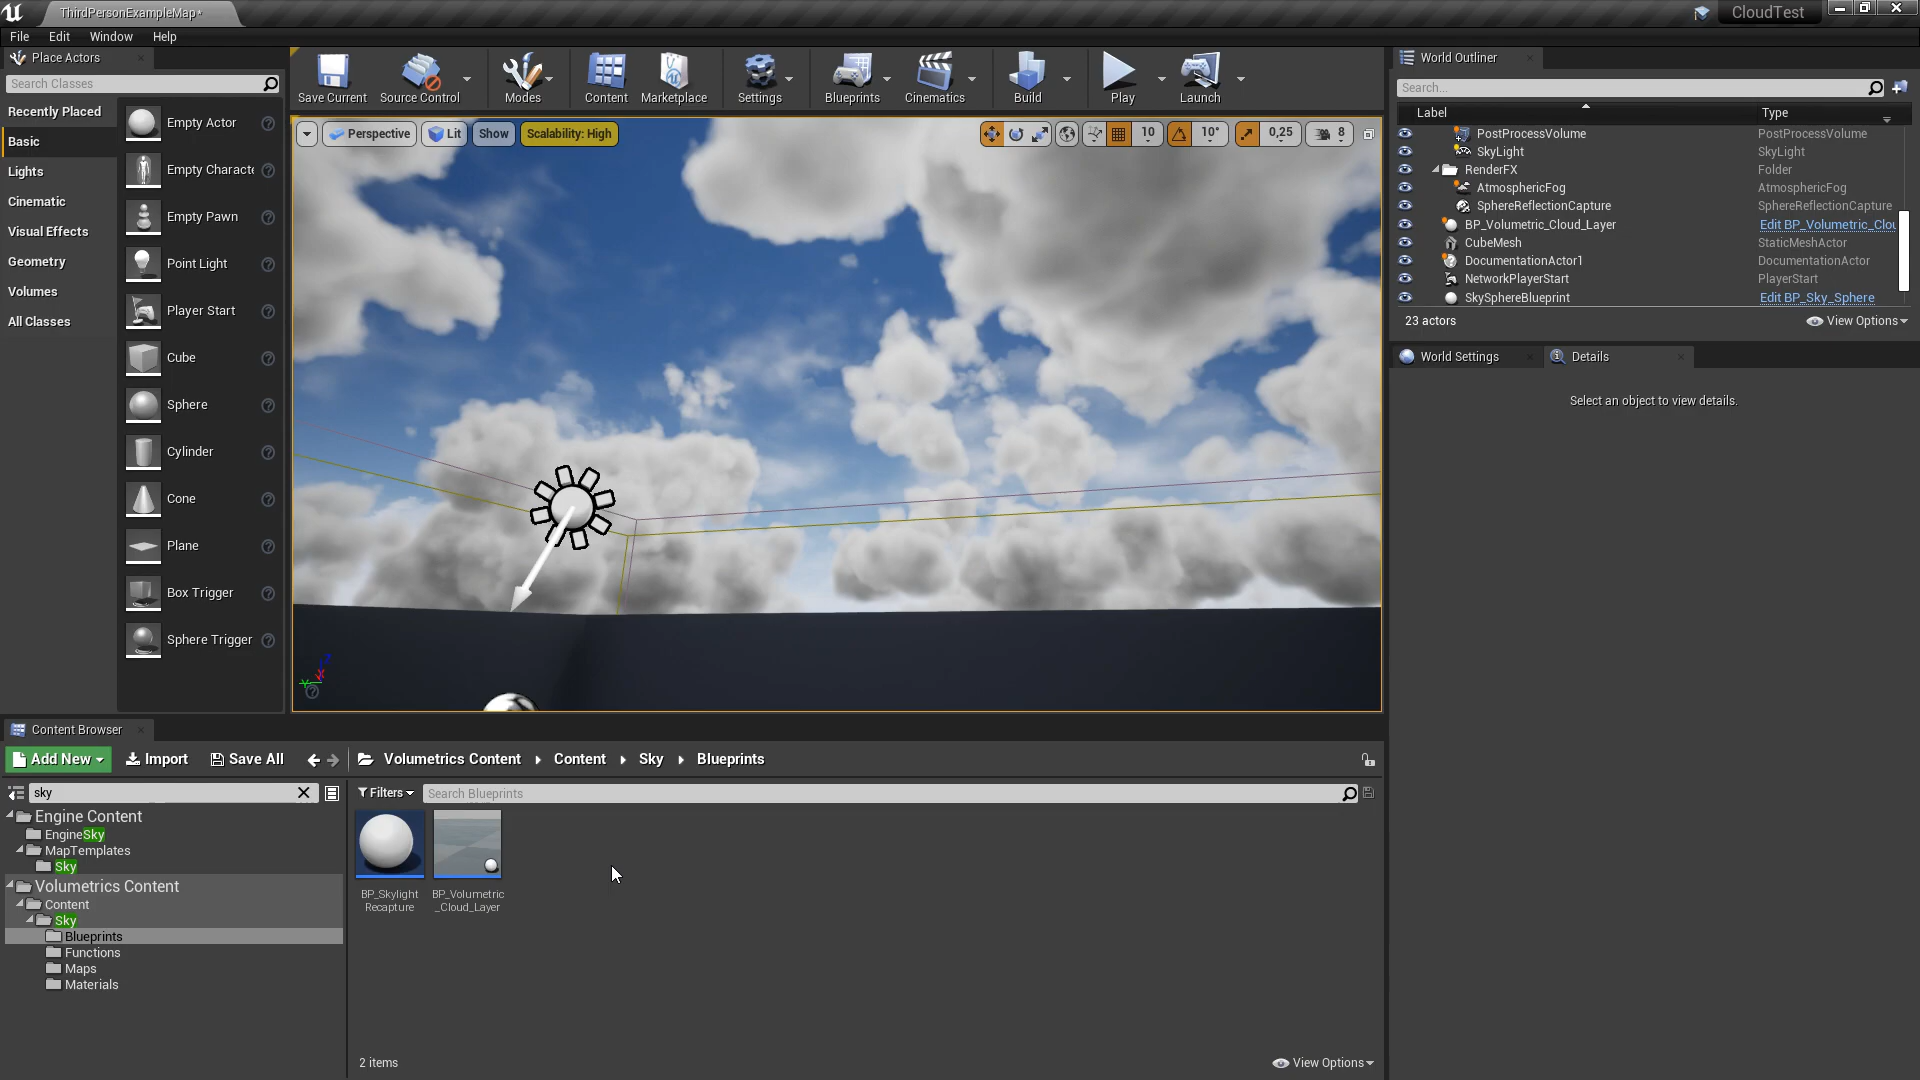 ThirdPersonExampleMap*
CloudTest
File Edit Window Help
Place Actors
Search Classes
Recently Placed
Basic
Lights
Cinematic
Visual Effects
Geometry
Volumes
All Classes
Empty Actor
Empty Characte
Empty Pawn
Point Light
Player Start
Cube
Sphere
Cylinder
Cone
Plane
Box Trigger
Sphere Trigger
Save Current Source Control Modes Content Marketplace Settings Blueprints Cinematics Build Play Launch
Perspective Lit Show Scalability: High 10 10° 0,25 8
World Outliner
Search...
Label Type
PostProcessVolume PostProcessVolume
SkyLight SkyLight
RenderFX Folder
AtmosphericFog AtmosphericFog
SphereReflectionCapture SphereReflectionCapture
BP_Volumetric_Cloud_Layer Edit BP_Volumetric_Clou
CubeMesh StaticMeshActor
DocumentationActor1 DocumentationActor
NetworkPlayerStart PlayerStart
SkySphereBlueprint Edit BP_Sky_Sphere
23 actors View Options
World Settings Details
Select an object to view details.
Content Browser
Add New Import Save All Volumetrics Content Content Sky Blueprints
sky
Engine Content
EngineSky
MapTemplates
Sky
Volumetrics Content
Content
Sky
Blueprints
Functions
Maps
Materials
Filters Search Blueprints
BP_Skylight
Recapture
BP_Volumetric
_Cloud_Layer
2 items View Options